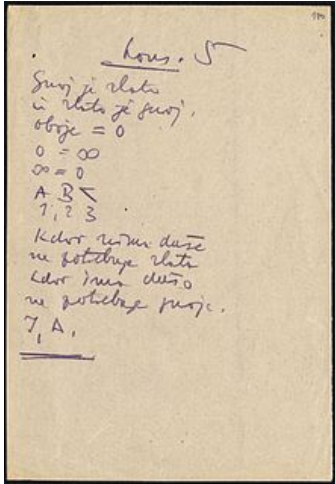 Kons. 5
Gnoj je zlato
in zlato je gnoj.
oboje = 0
0 = ∞
∞ = 0
A B <
1, 2 3
Kdor nima duše
ne potrebuje zlata
kdor ima dušo
ne potrebuje gnoja.
I, A,